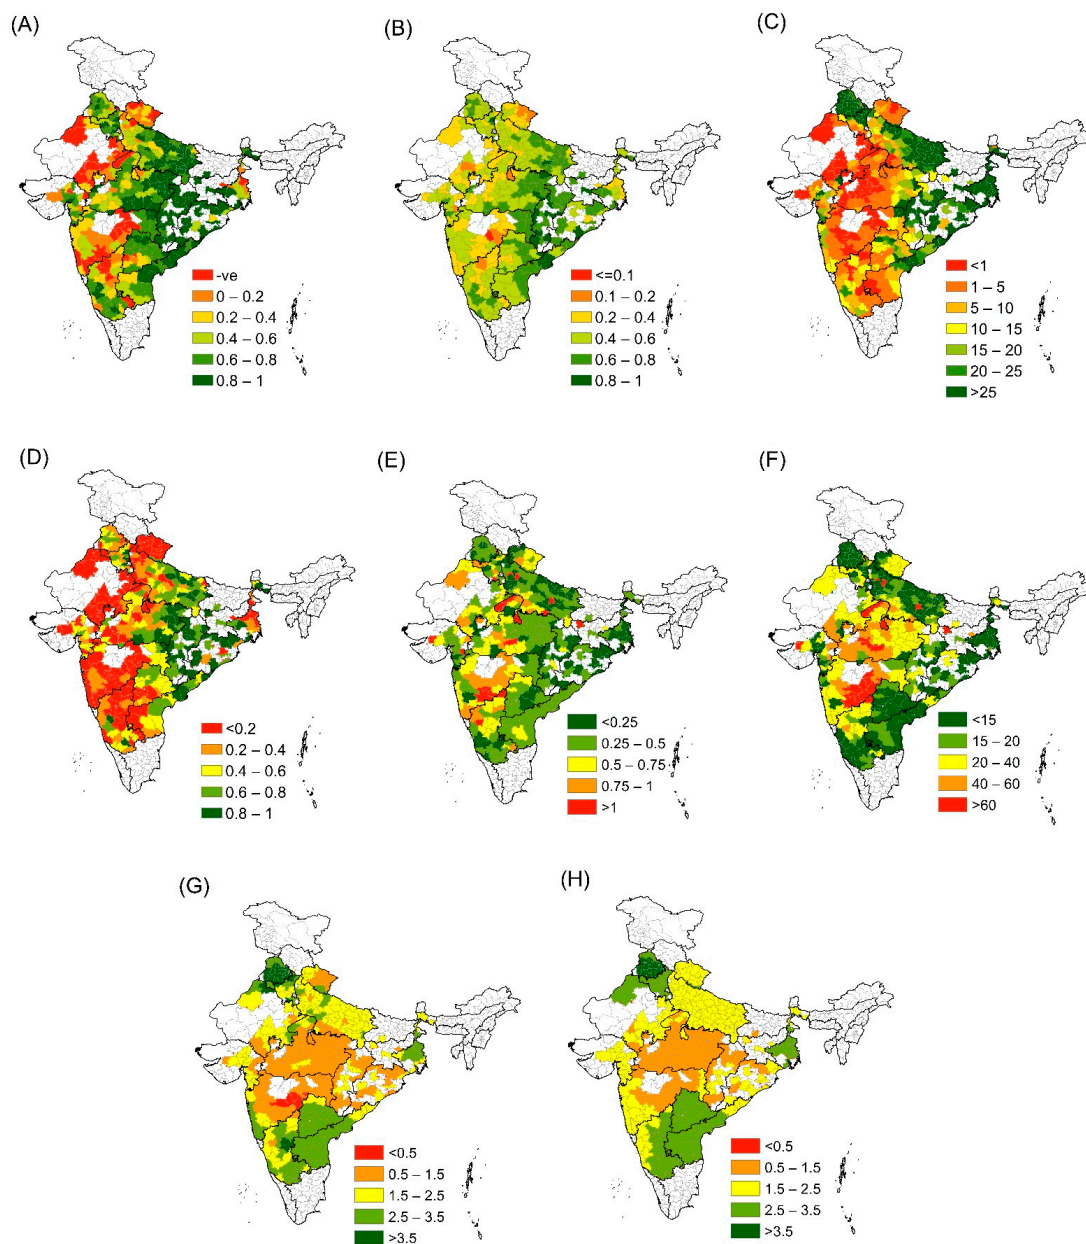 (A)
-ve
0 – 0.2
0.2 – 0.4
0.4 – 0.6
0.6 – 0.8
0.8 – 1
(B)
<=0.1
0.1 – 0.2
0.2 – 0.4
0.4 – 0.6
0.6 – 0.8
0.8 – 1
(C)
<1
1 – 5
5 – 10
10 – 15
15 – 20
20 – 25
>25
(D)
<0.2
0.2 – 0.4
0.4 – 0.6
0.6 – 0.8
0.8 – 1
(E)
<0.25
0.25 – 0.5
0.5 – 0.75
0.75 – 1
>1
(F)
<15
15 – 20
20 – 40
40 – 60
>60
(G)
<0.5
0.5 – 1.5
1.5 – 2.5
2.5 – 3.5
>3.5
(H)
<0.5
0.5 – 1.5
1.5 – 2.5
2.5 – 3.5
>3.5